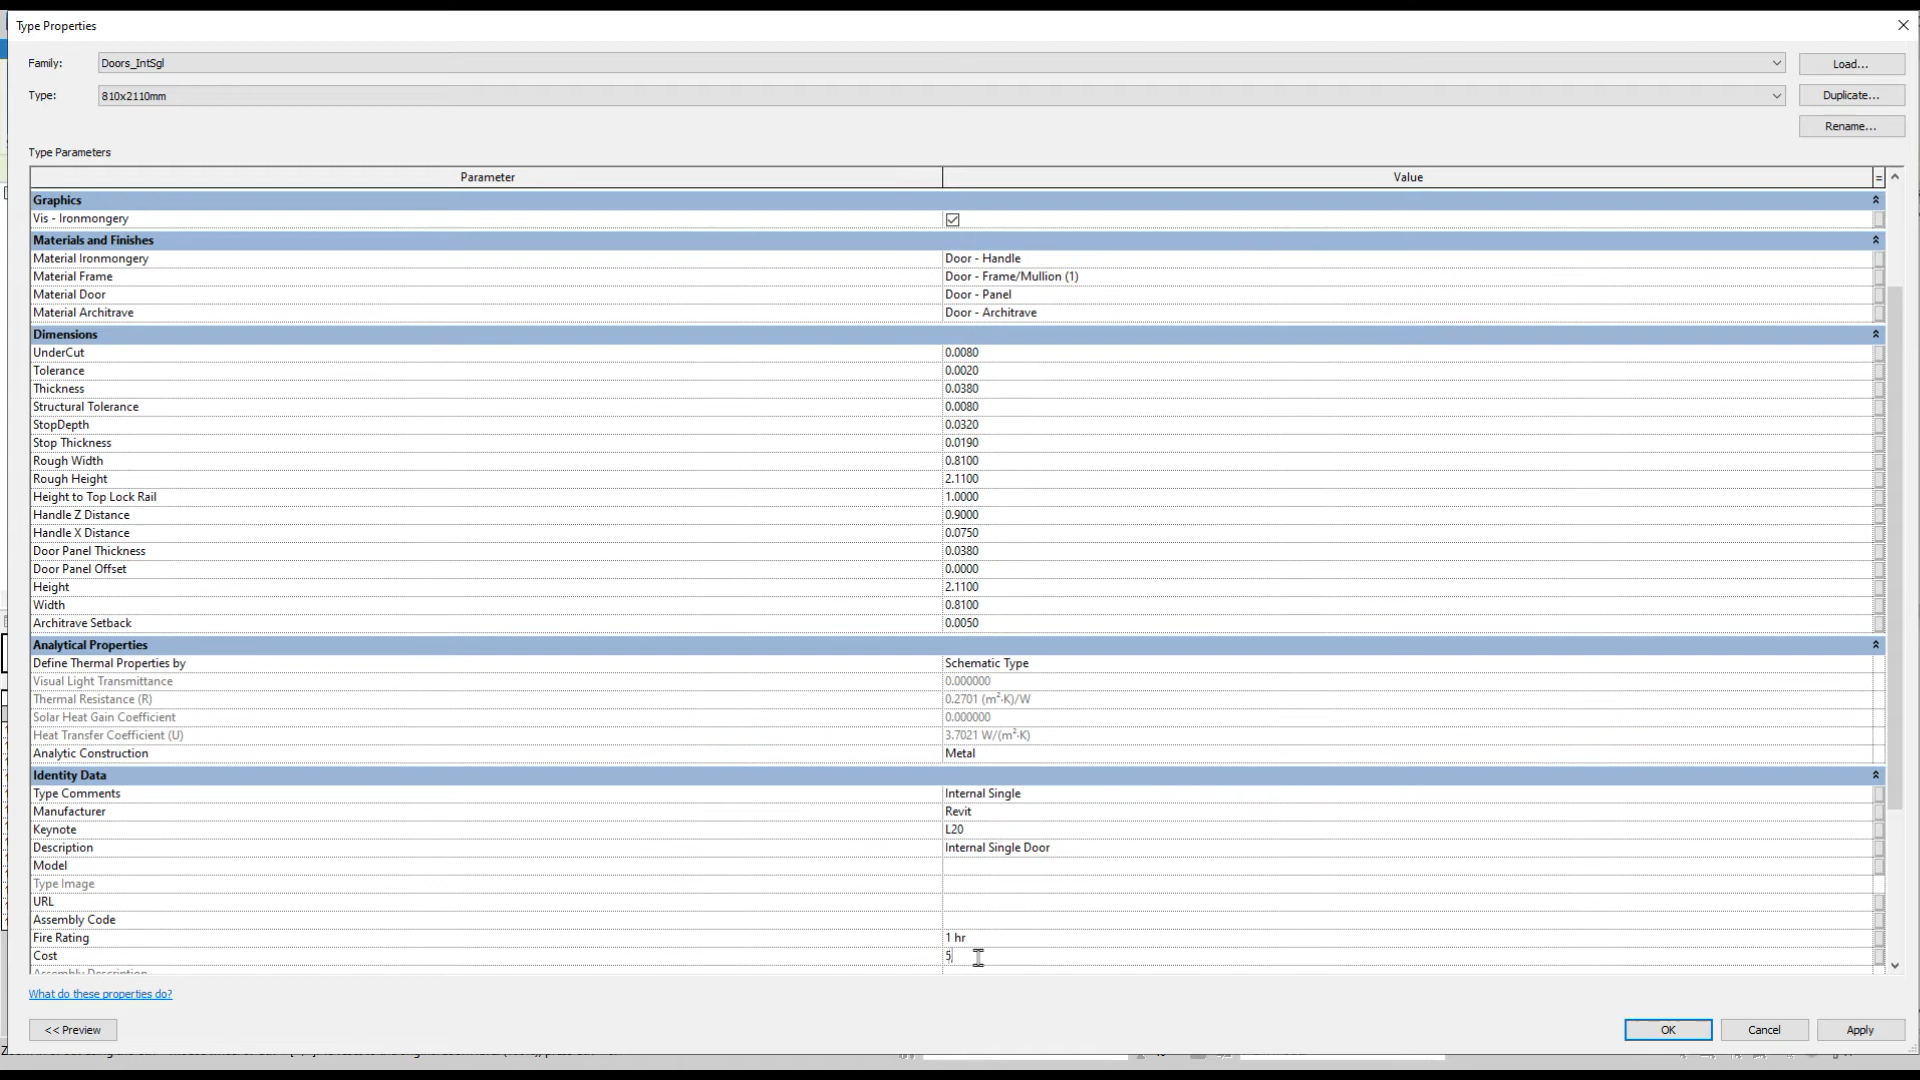 Type Properties
Family: Doors_IntSgl Load...
Type: 810x2110mm Duplicate...
Rename...
Type Parameters
Parameter Value =
Graphics
Vis - Ironmongery
Materials and Finishes
Material Ironmongery Door - Handle
Material Frame Door - Frame/Mullion (1)
Material Door Door - Panel
Material Architrave Door - Architrave
Dimensions
UnderCut 0.0080
Tolerance 0.0020
Thickness 0.0380
Structural Tolerance 0.0080
StopDepth 0.0320
Stop Thickness 0.0190
Rough Width 0.8100
Rough Height 2.1100
Height to Top Lock Rail 1.0000
Handle Z Distance 0.9000
Handle X Distance 0.0750
Door Panel Thickness 0.0380
Door Panel Offset 0.0000
Height 2.1100
Width 0.8100
Architrave Setback 0.0050
Analytical Properties
Define Thermal Properties by Schematic Type
Visual Light Transmittance 0.000000
Thermal Resistance (R) 0.2701 (m²·K)/W
Solar Heat Gain Coefficient 0.000000
Heat Transfer Coefficient (U) 3.7021 W/(m²·K)
Analytic Construction Metal
Identity Data
Type Comments Internal Single
Manufacturer Revit
Keynote L20
Description Internal Single Door
Model
Type Image
URL
Assembly Code
Fire Rating 1 hr
Cost 5
Assembly Description
What do these properties do?
<< Preview OK Cancel Apply